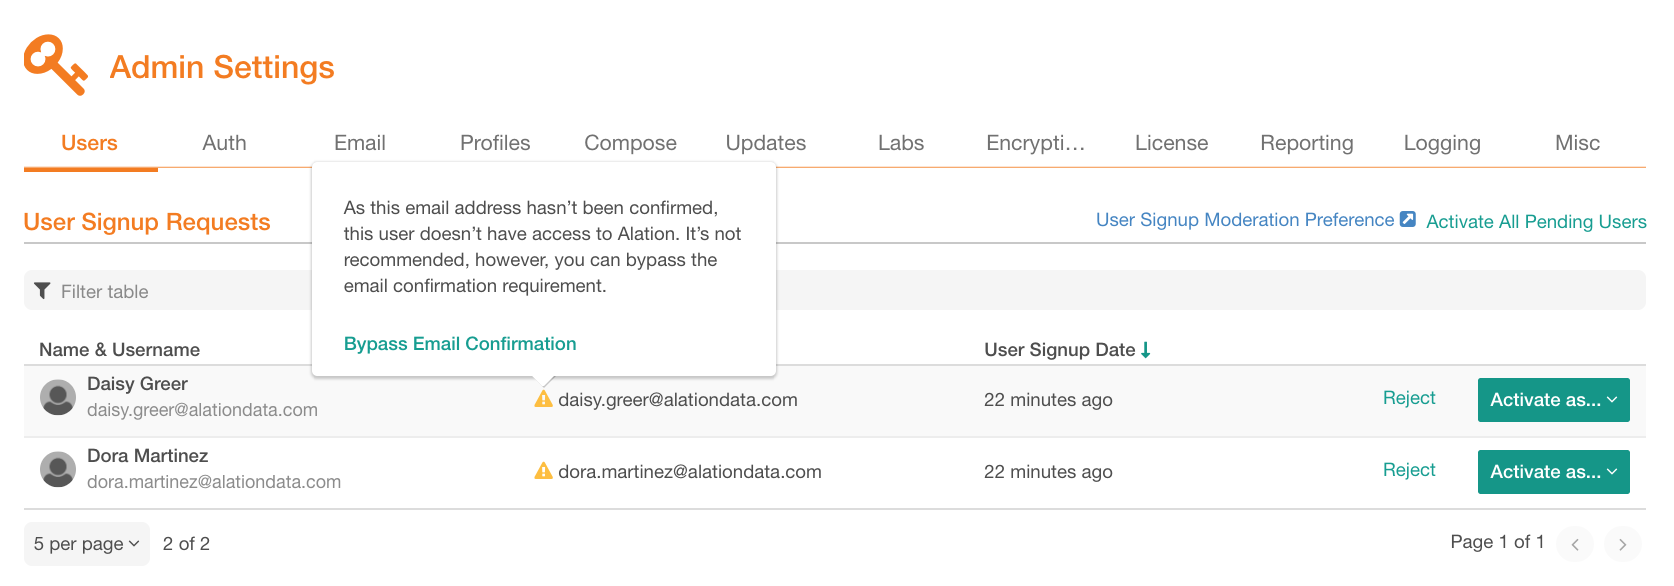 Admin Settings
Users Auth Email Profiles Compose Updates Labs Encrypti... License Reporting Logging Misc
User Signup Requests
User Signup Moderation Preference Activate All Pending Users
As this email address hasn't been confirmed,
this user doesn't have access to Alation. It's not
recommended, however, you can bypass the
email confirmation requirement.
Bypass Email Confirmation
Filter table
Name & Username User Signup Date
Daisy Greer
daisy.greer@alationdata.com
daisy.greer@alationdata.com 22 minutes ago Reject Activate as...
Dora Martinez
dora.martinez@alationdata.com
dora.martinez@alationdata.com 22 minutes ago Reject Activate as...
5 per page 2 of 2 Page 1 of 1